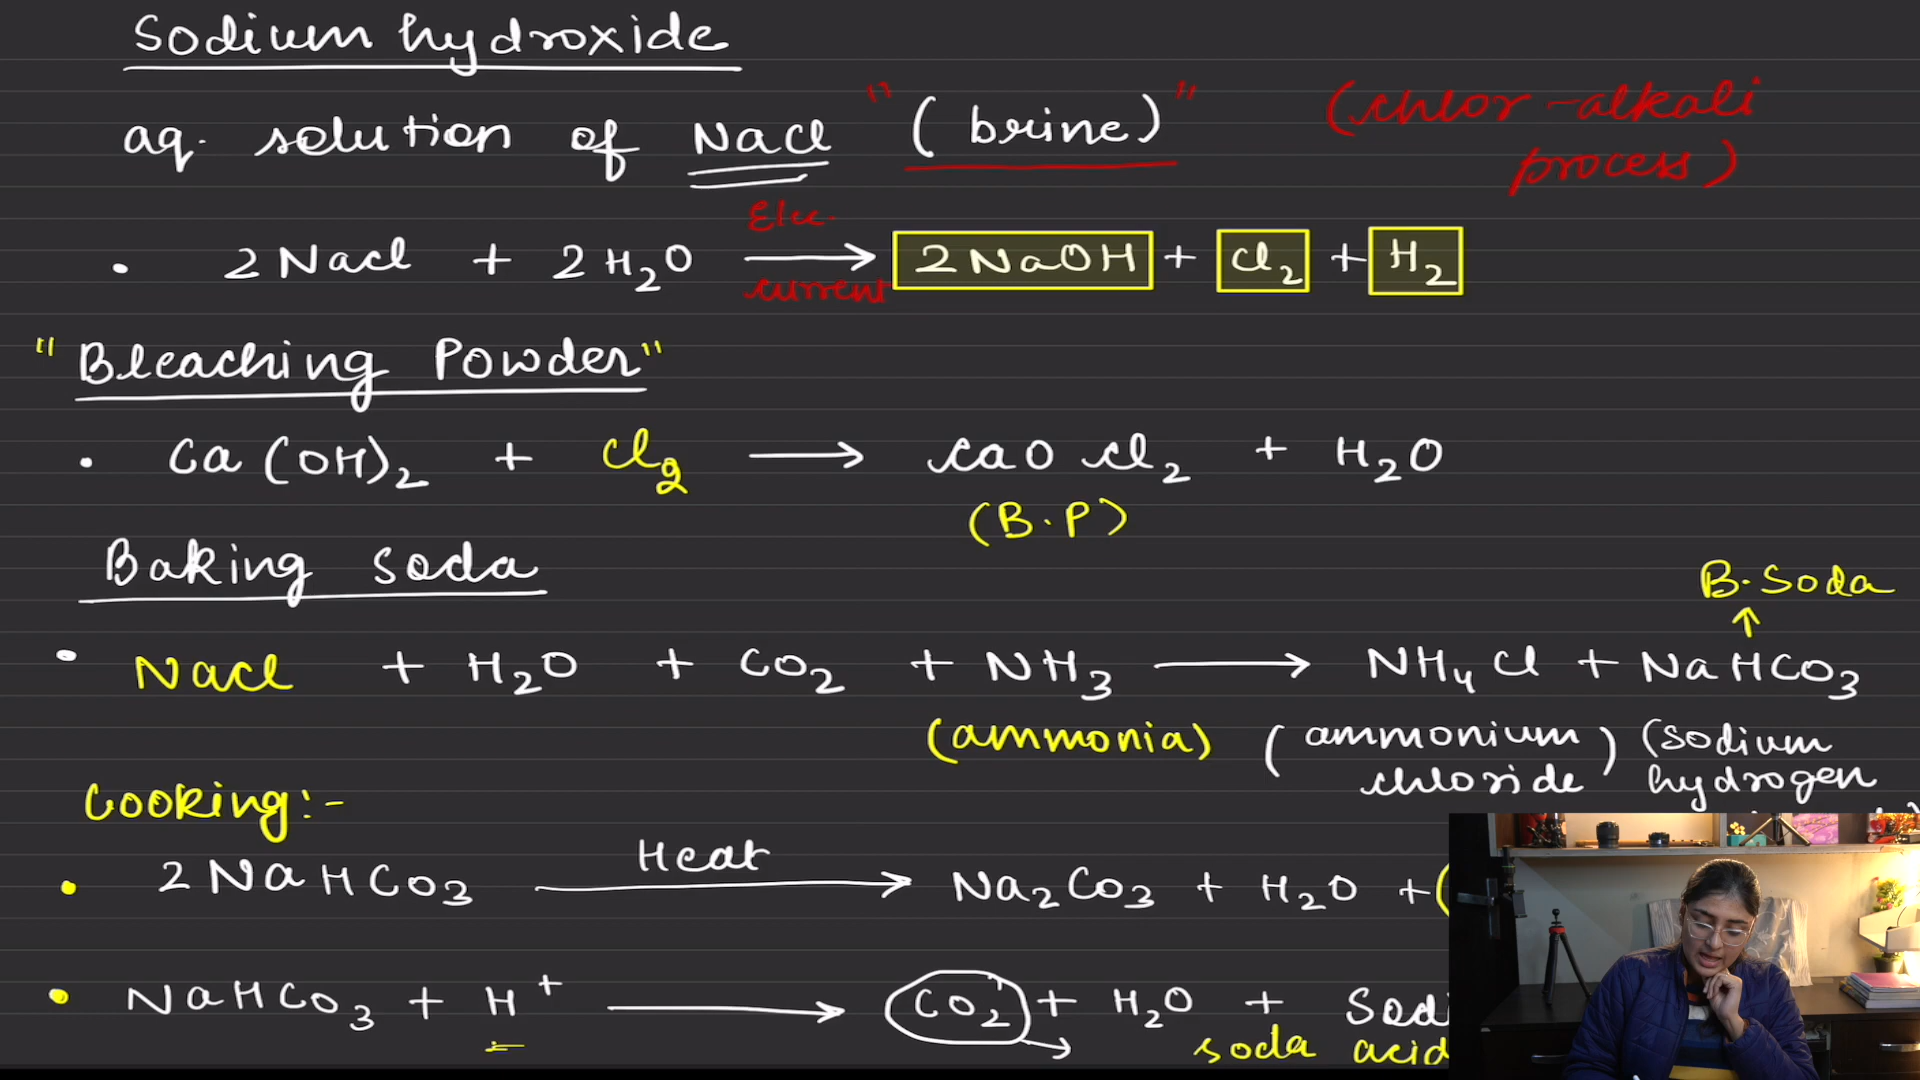 Sodium hydroxide
aq. solution of NaCl "(brine)" (chlor-alkali process)
Elec. current
• 2NaCl + 2H₂O ⟶ 2NaOH + Cl₂ + H₂
"Bleaching Powder"
• Ca(OH)₂ + Cl₂ ⟶ CaOCl₂ + H₂O
(B.P)
Baking soda
B. Soda
↑
• NaCl + H₂O + CO₂ + NH₃ ⟶ NH₄Cl + NaHCO₃
(ammonia) (ammonium chloride) (sodium hydrogen
Cooking:-
Heat
• 2NaHCO₃ ⟶ Na₂CO₃ + H₂O +
• NaHCO₃ + H⁺ ⟶ CO₂ + H₂O + Sod
soda acid